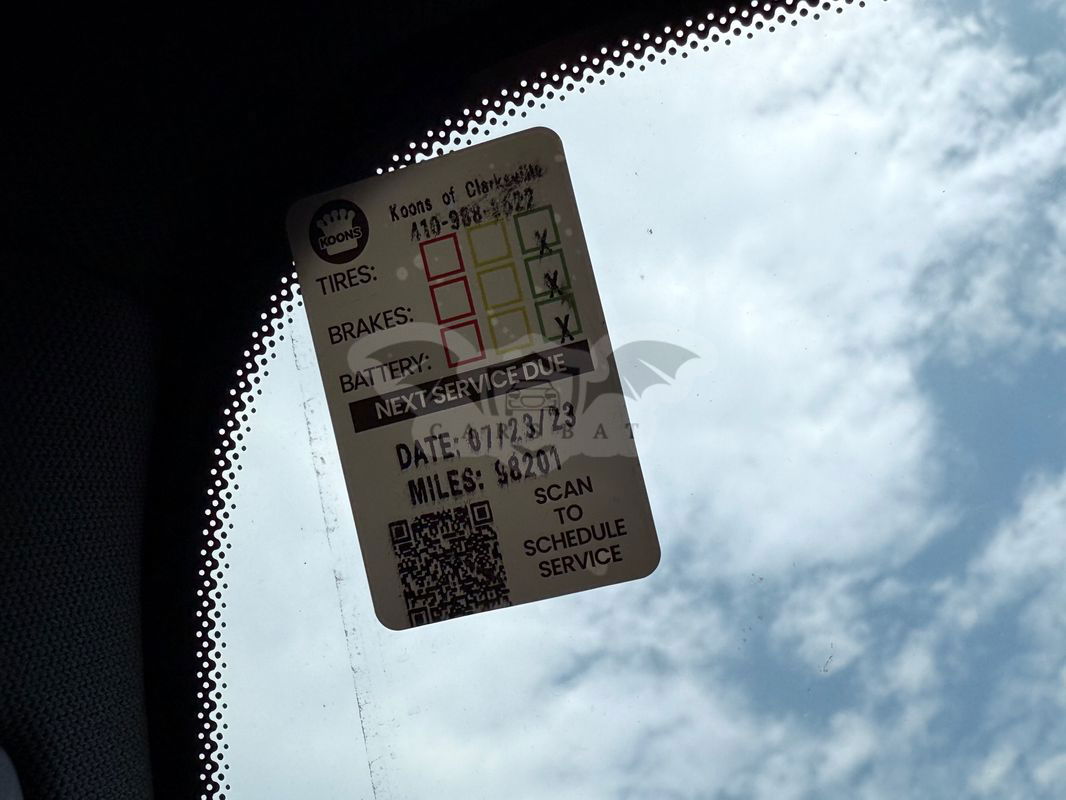 KOONS
Koons of Clarksville
TIRES:
X
BRAKES:
X
BATTERY:
X
NEXT SERVICE DUE
CARSBAT
DATE: 07/23/23
MILES: 98201
SCAN
TO
SCHEDULE
SERVICE